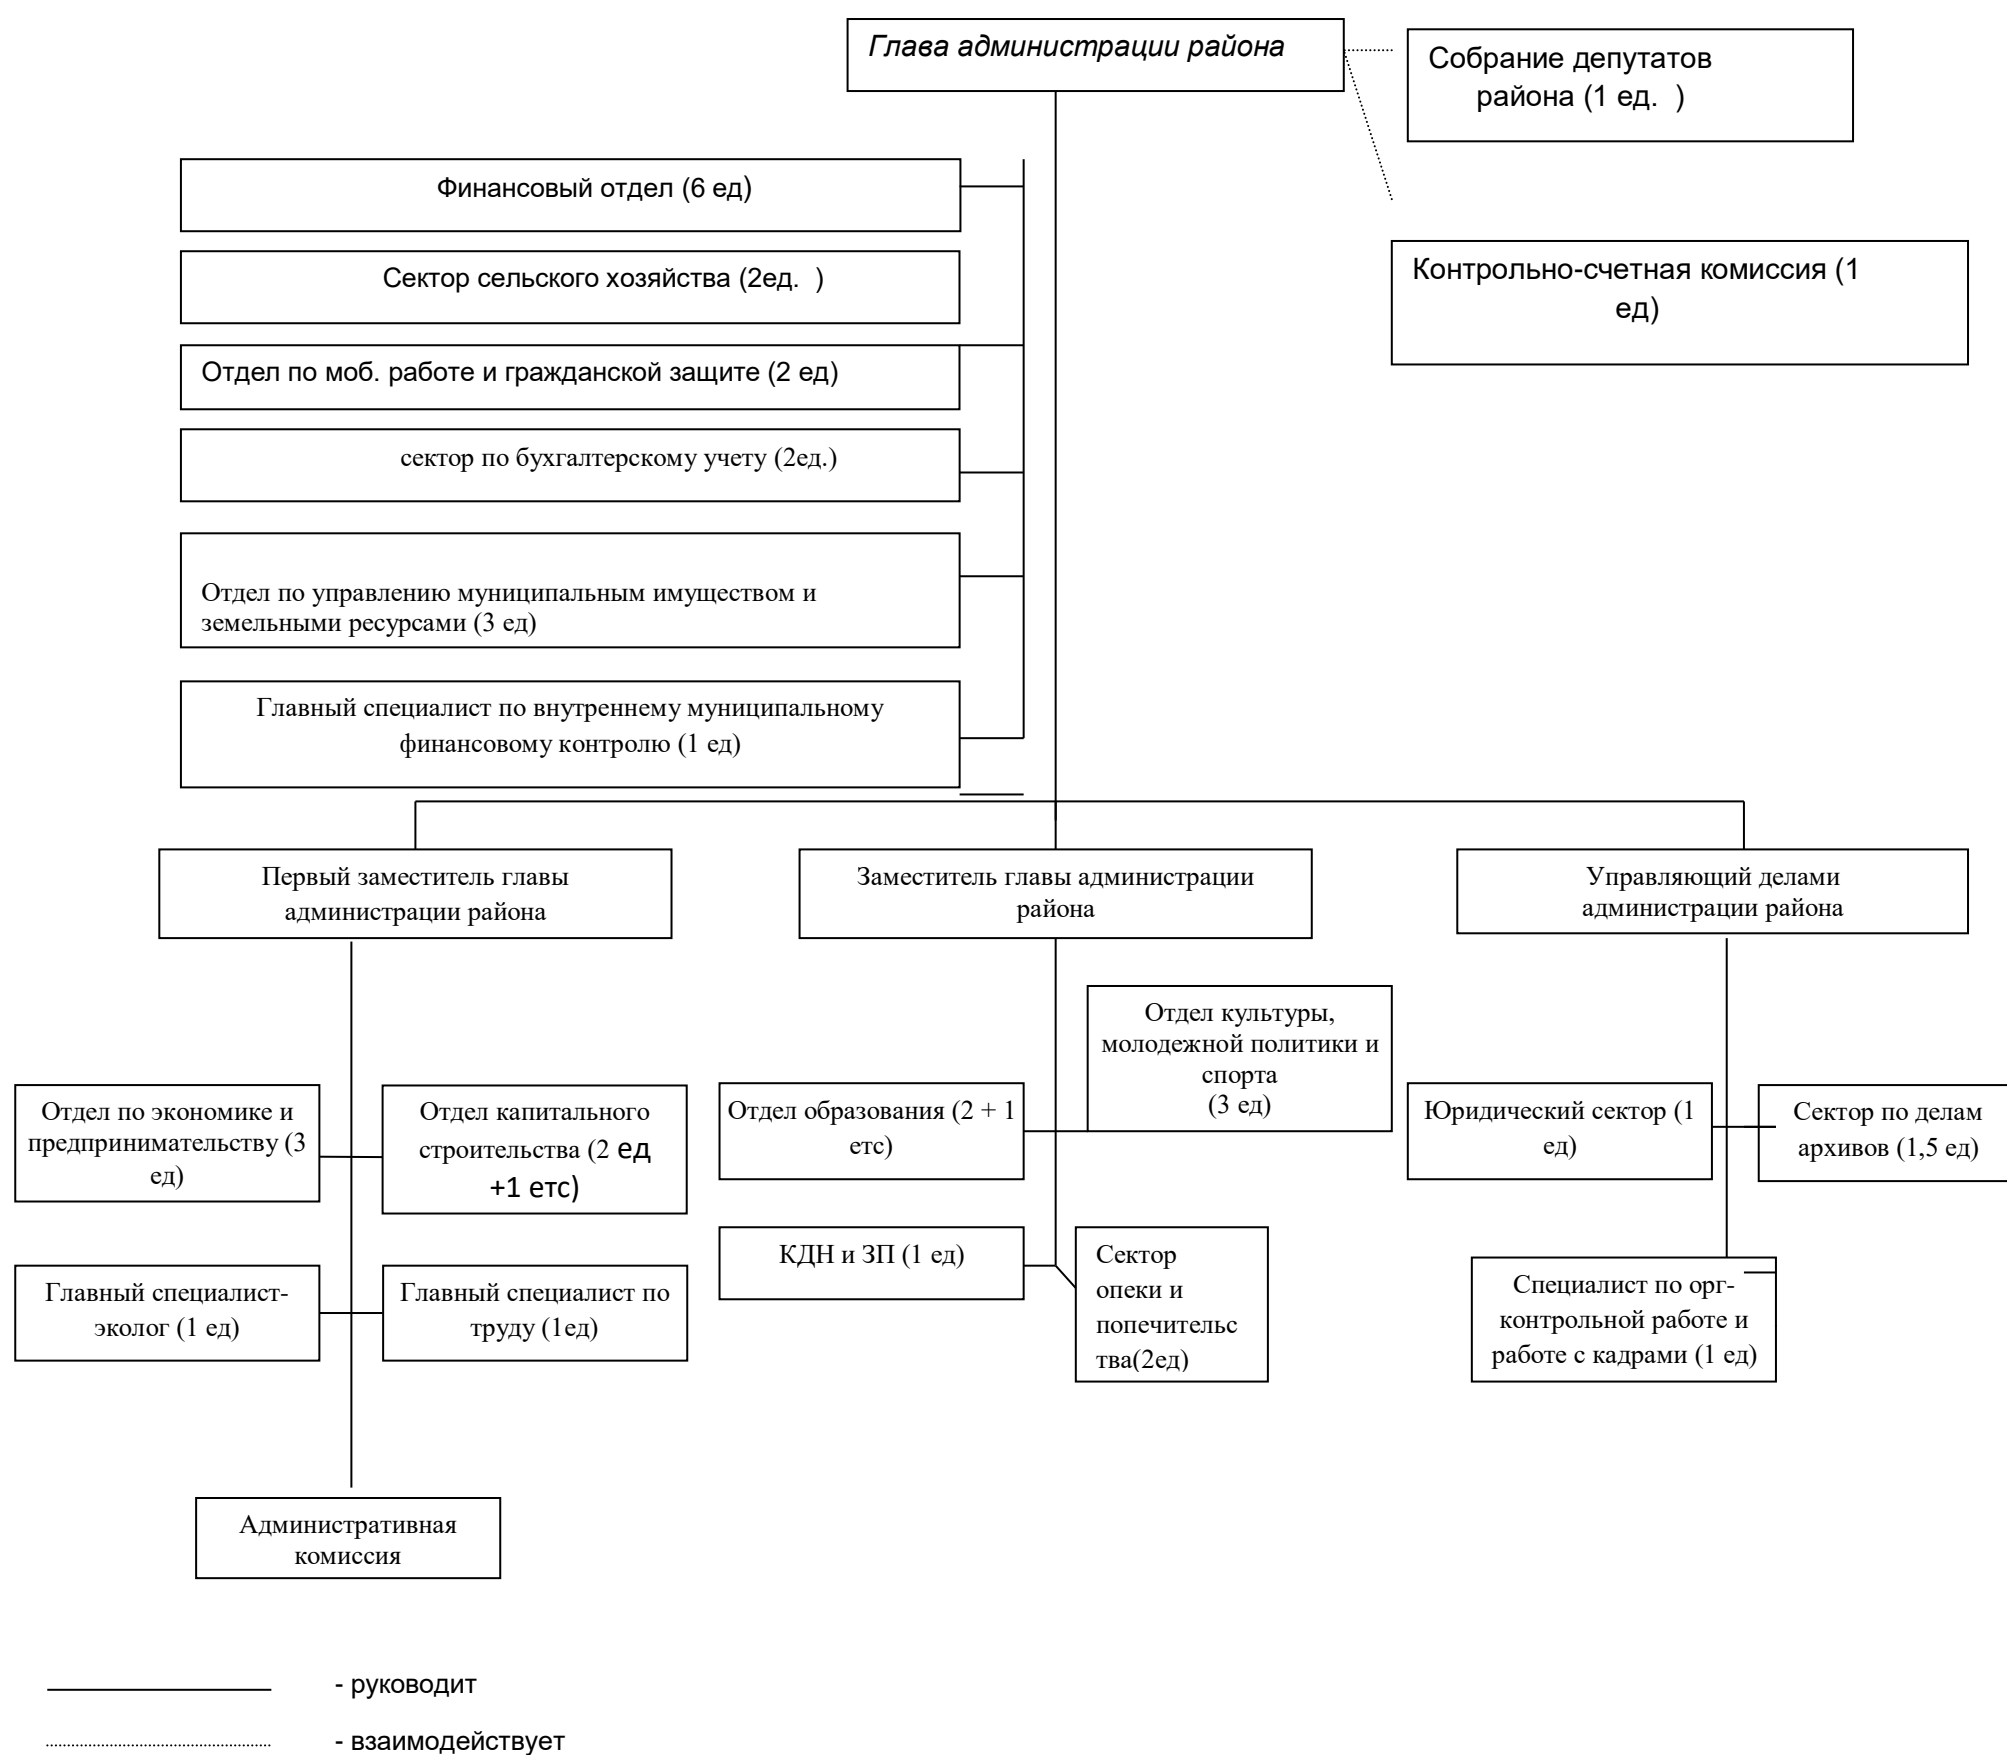 Глава администрации района
Собрание депутатов
района (1 ед. )
Финансовый отдел (6 ед)
Сектор сельского хозяйства (2ед. )
Контрольно-счетная комиссия (1
ед)
Отдел по моб. работе и гражданской защите (2 ед)
сектор по бухгалтерскому учету (2ед.)
Отдел по управлению муниципальным имуществом и
земельными ресурсами (3 ед)
Главный специалист по внутреннему муниципальному
финансовому контролю (1 ед)
Первый заместитель главы
администрации района
Заместитель главы администрации
района
Управляющий делами
администрации района
Отдел по экономике и
предпринимательству (3
ед)
Отдел капитального
строительства (2 ед
+1 етс)
Отдел образования (2 + 1
етс)
Отдел культуры,
молодежной политики и
спорта
(3 ед)
Юридический сектор (1
ед)
Сектор по делам
архивов (1,5 ед)
Главный специалист-
эколог (1 ед)
Главный специалист по
труду (1ед)
КДН и ЗП (1 ед)
Сектор
опеки и
попечительс
тва(2ед)
Специалист по орг-
контрольной работе и
работе с кадрами (1 ед)
Административная
комиссия
- руководит
- взаимодействует